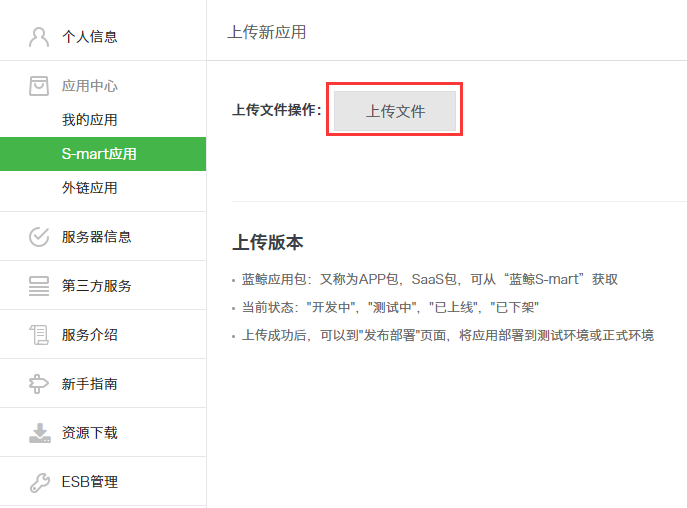 个人信息
应用中心
我的应用
S-mart应用
外链应用
服务器信息
第三方服务
服务介绍
新手指南
资源下载
ESB管理
上传新应用
上传文件操作: 上传文件
上传版本
蓝鲸应用包：又称为APP包，SaaS包，可从“蓝鲸S-mart”获取
当前状态："开发中"，"测试中"，"已上线"，"已下架"
上传成功后，可以到"发布部署"页面，将应用部署到测试环境或正式环境